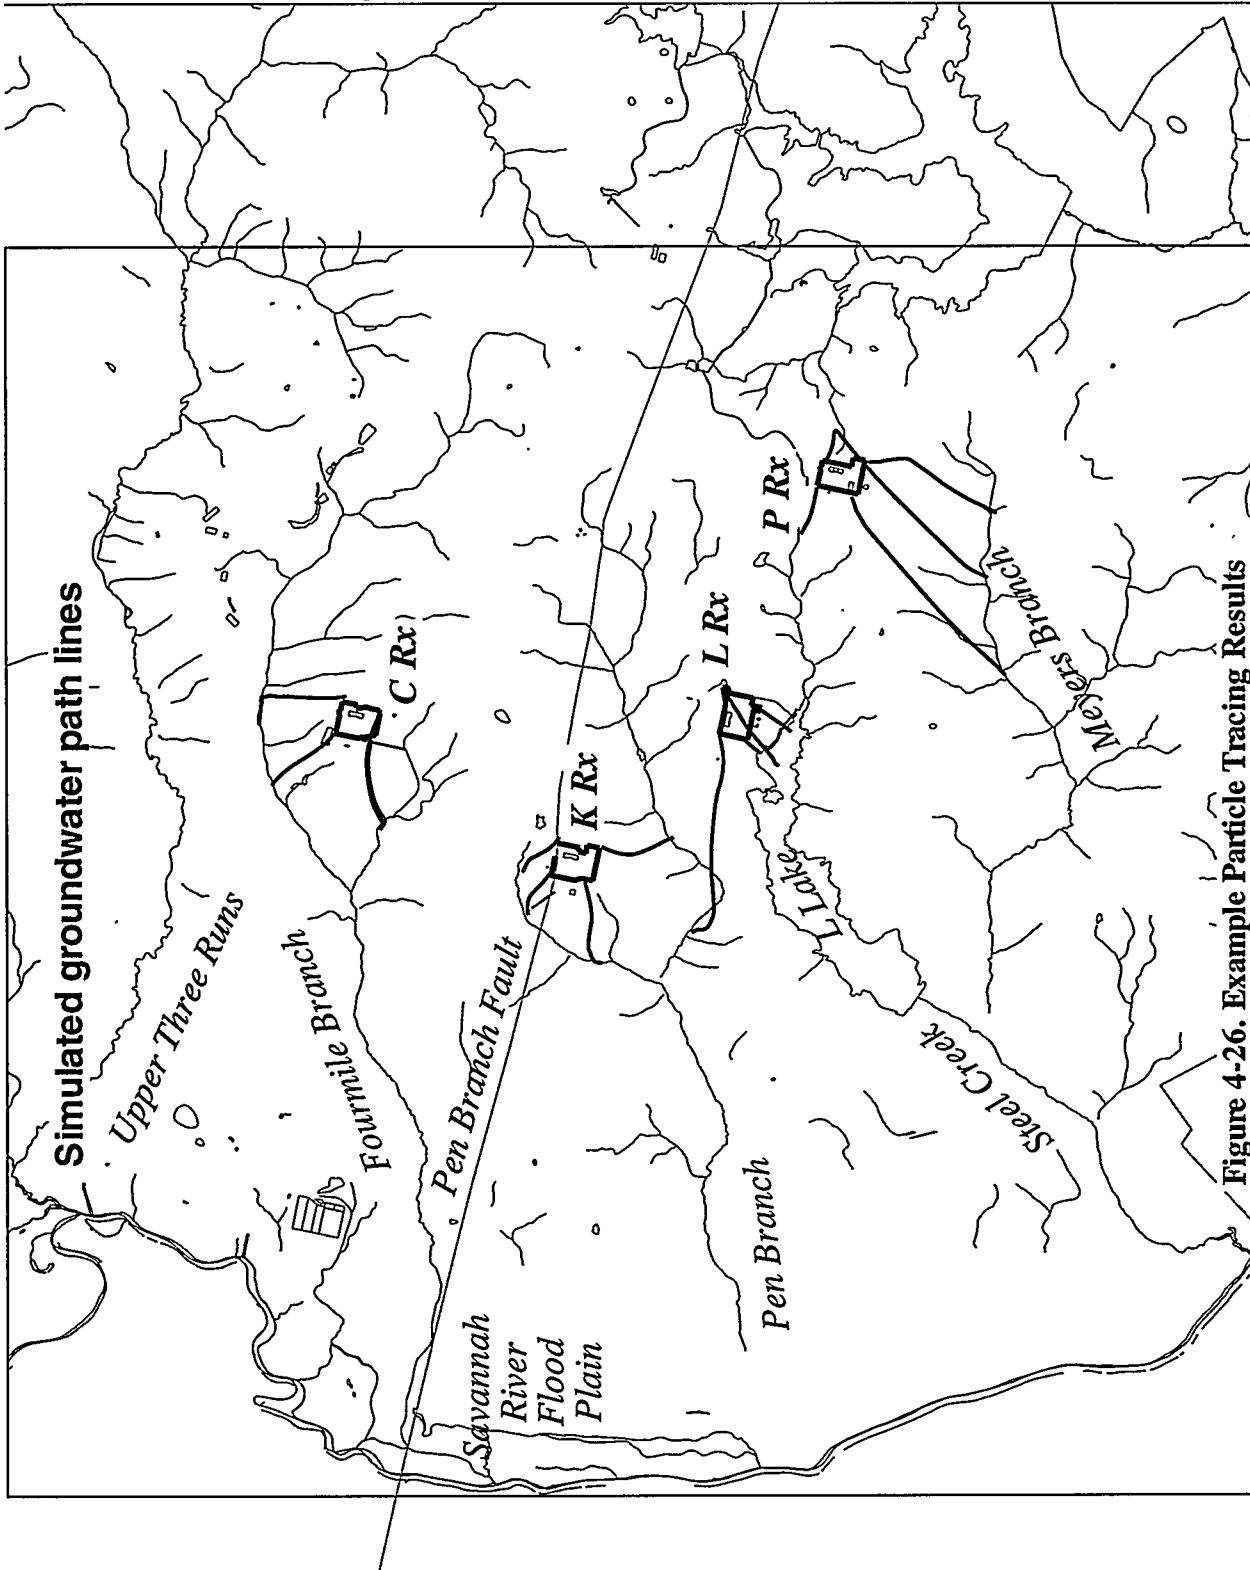 Simulated groundwater path lines
Upper Three Runs
Fourmile Branch
Pen Branch Fault
C Rx
K Rx
L Rx
P Rx
L Lake
Meyers Branch
Steel Creek
Pen Branch
Savannah
River
Flood
Plain
Figure 4-26. Example Particle Tracing Results